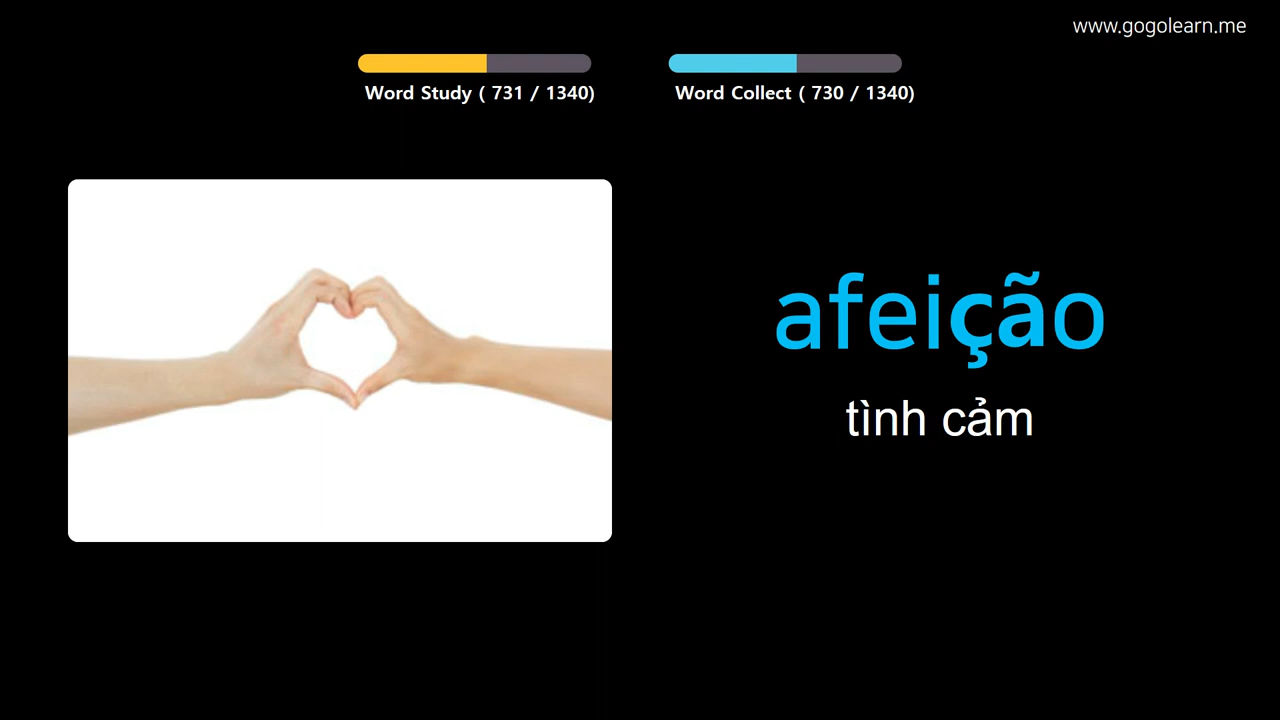 www.gogolearn.me
Word Study ( 731 / 1340)
Word Collect ( 730 / 1340)
afeição
tình cảm